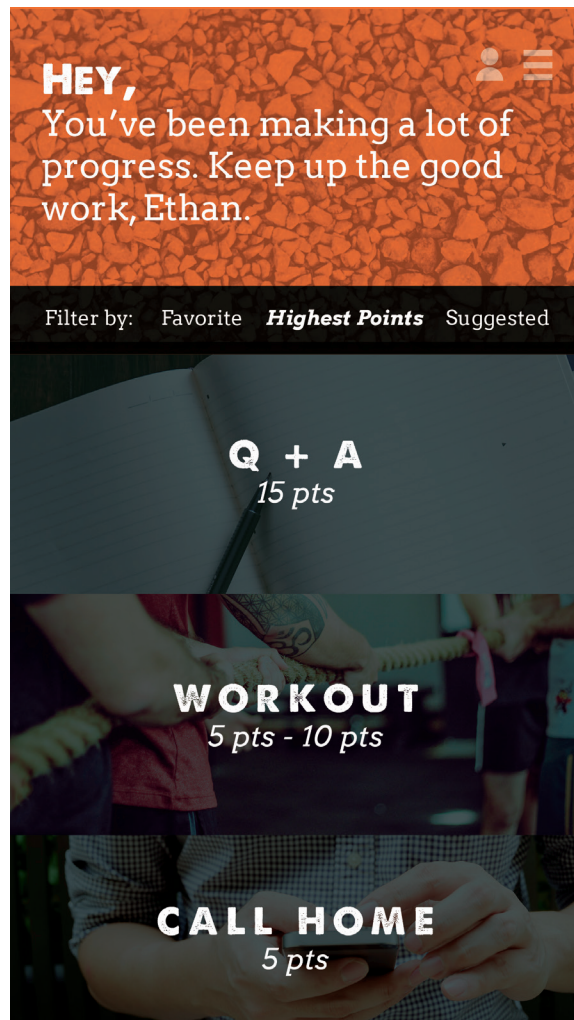 HEY,
You've been making a lot of
progress. Keep up the good
work, Ethan.
Filter by: Favorite Highest Points Suggested
Q + A
15 pts
WORKOUT
5 pts - 10 pts
CALL HOME
5 pts